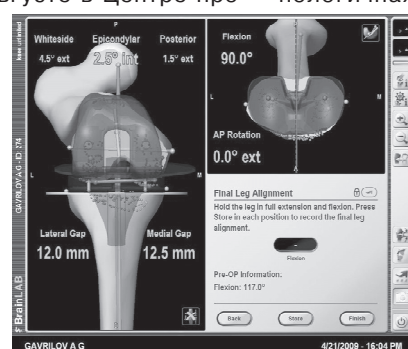 P
Whiteside Epicondylar Posterior
4.5° ext 2.5° int 1.5° ext
L M
Lateral Gap Medial Gap
12.0 mm 12.5 mm
Flexion
90.0°
L M
AP Rotation
0.0° ext
Final Leg Alignment
Hold the leg in full extension and flexion. Press
Store in each position to record the final leg
alignment.
Flexion
Pre-OP Information:
Flexion: 117.0°
Back Store Finish
BrainLAB
GAVRILOV A G
4/21/2009 - 16:04 PM